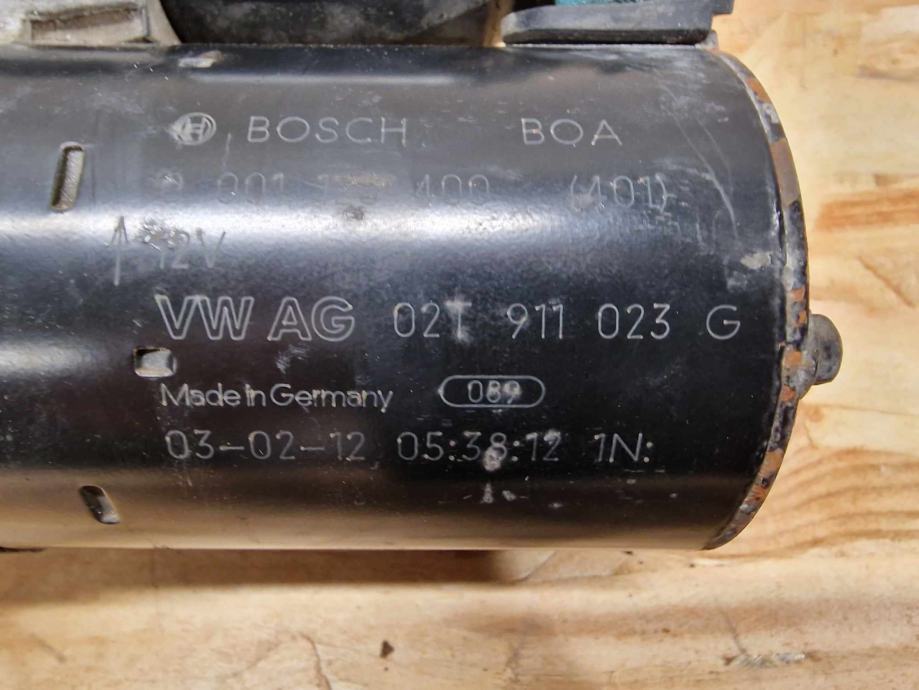 BOSCH BOA
001 400 (401)
12V
VW AG 02T 911 023 G
Made in Germany 089
03-02-12 05:38:12 1N: